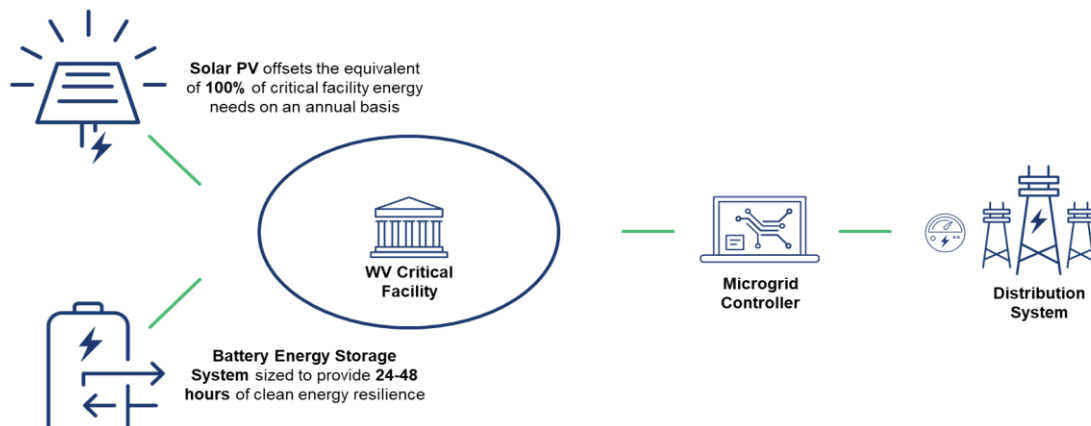 Solar PV offsets the equivalent
of 100% of critical facility energy
needs on an annual basis
WV Critical
Facility
Microgrid
Controller
Distribution
System
Battery Energy Storage
System sized to provide 24-48
hours of clean energy resilience